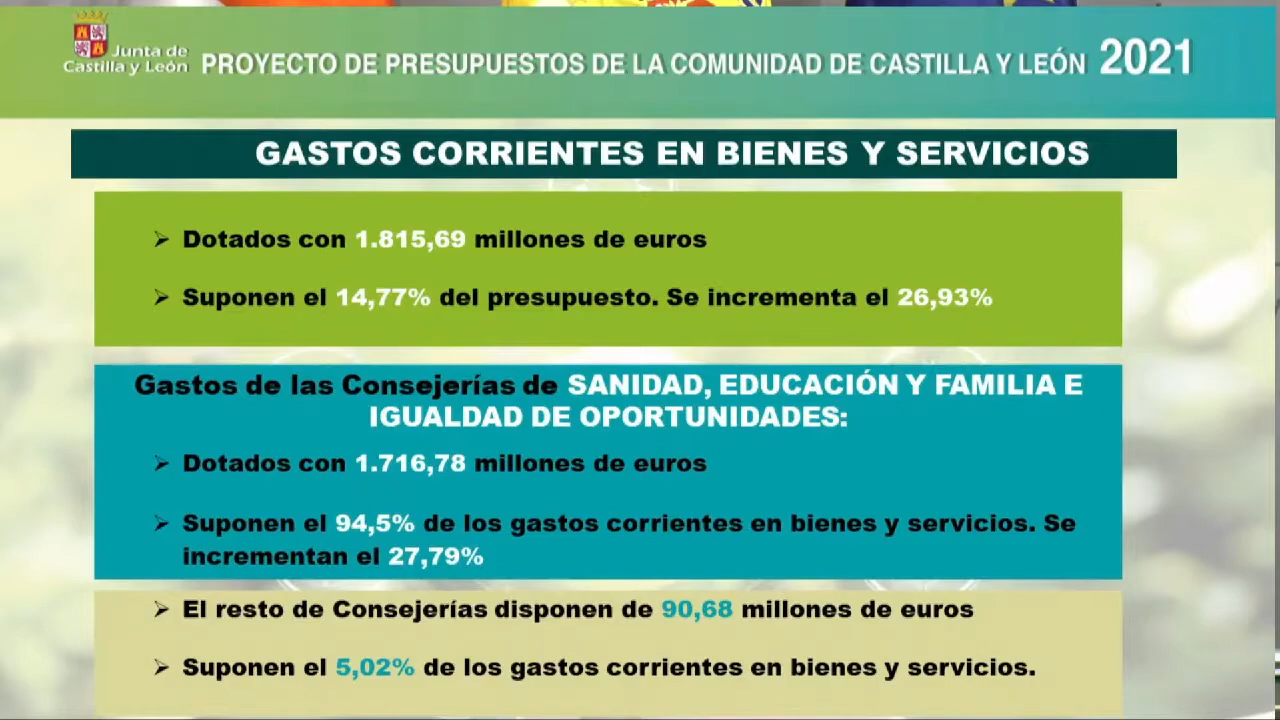 Junta de
Castilla y León
PROYECTO DE PRESUPUESTOS DE LA COMUNIDAD DE CASTILLA Y LEÓN 2021
GASTOS CORRIENTES EN BIENES Y SERVICIOS
➢ Dotados con 1.815,69 millones de euros
➢ Suponen el 14,77% del presupuesto. Se incrementa el 26,93%
Gastos de las Consejerías de SANIDAD, EDUCACIÓN Y FAMILIA E
IGUALDAD DE OPORTUNIDADES:
➢ Dotados con 1.716,78 millones de euros
➢ Suponen el 94,5% de los gastos corrientes en bienes y servicios. Se
incrementan el 27,79%
➢ El resto de Consejerías disponen de 90,68 millones de euros
➢ Suponen el 5,02% de los gastos corrientes en bienes y servicios.